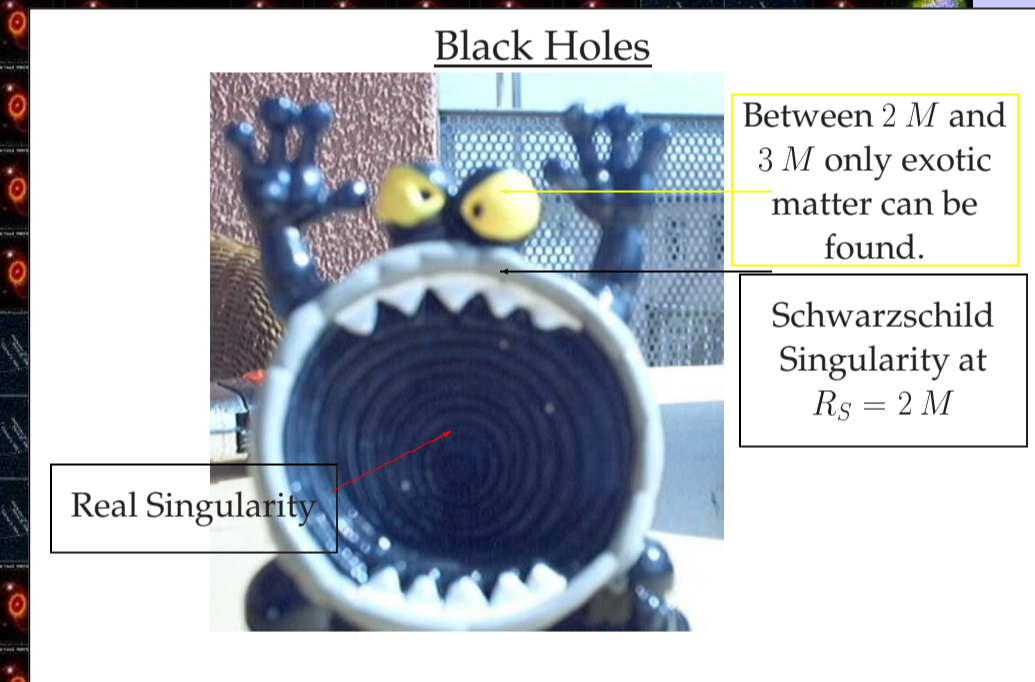 Black Holes
Between 2 M and
3 M only exotic
matter can be
found.
Schwarzschild
Singularity at
R_S = 2 M
Real Singularity